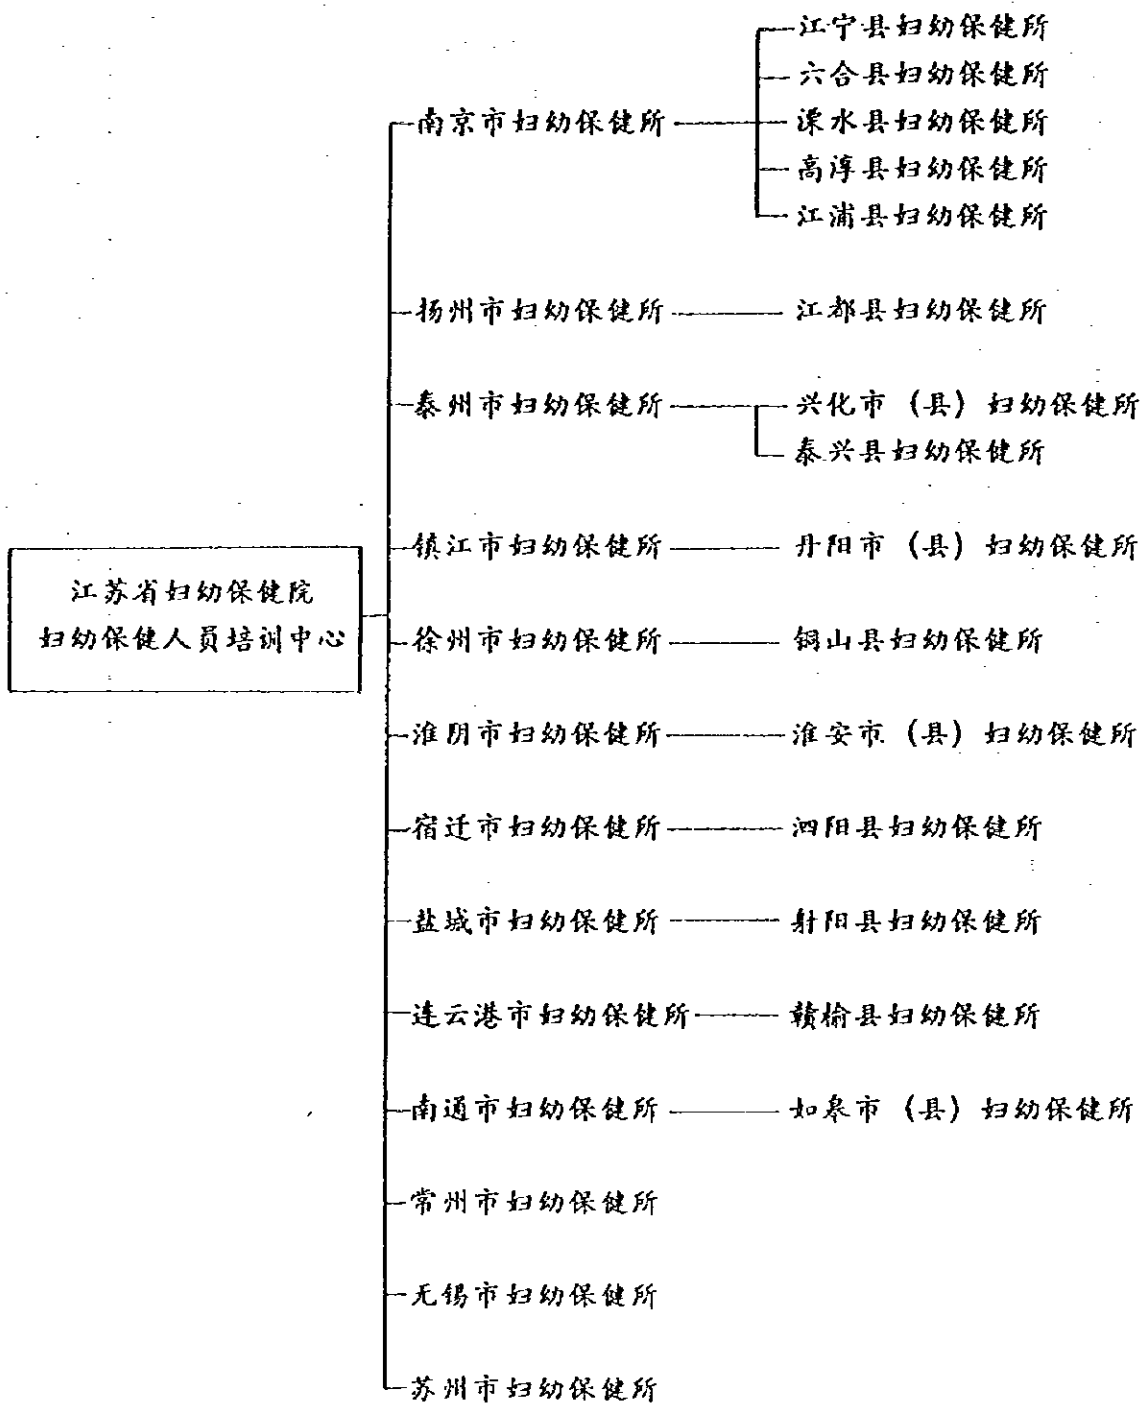 江宁县妇幼保健所
六合县妇幼保健所
南京市妇幼保健所 溧水县妇幼保健所
高淳县妇幼保健所
江浦县妇幼保健所
扬州市妇幼保健所 江都县妇幼保健所
泰州市妇幼保健所 兴化市（县）妇幼保健所
泰兴县妇幼保健所
镇江市妇幼保健所 丹阳市（县）妇幼保健所
江苏省妇幼保健院
妇幼保健人员培训中心
徐州市妇幼保健所 铜山县妇幼保健所
淮阴市妇幼保健所 淮安市（县）妇幼保健所
宿迁市妇幼保健所 泗阳县妇幼保健所
盐城市妇幼保健所 射阳县妇幼保健所
连云港市妇幼保健所 赣榆县妇幼保健所
南通市妇幼保健所 如皋市（县）妇幼保健所
常州市妇幼保健所
无锡市妇幼保健所
苏州市妇幼保健所